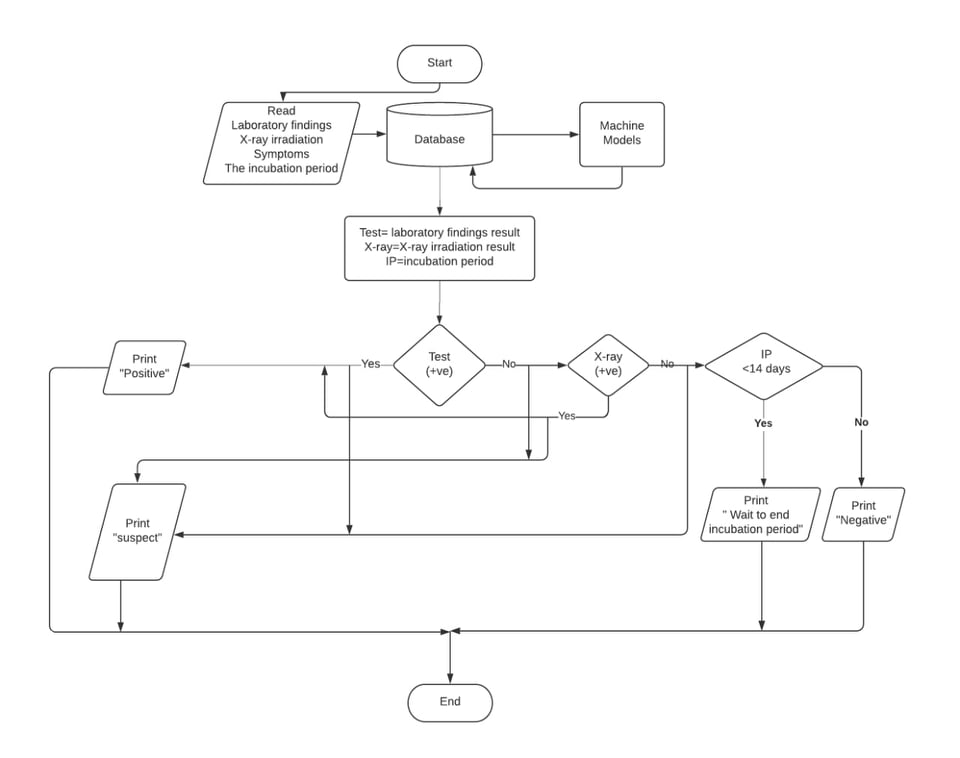 Start
Read
Laboratory findings
X-ray irradiation
Symptoms
The incubation period
Database
Machine
Models
Test= laboratory findings result
X-ray=X-ray irradiation result
IP=incubation period
Print
"Positive"
Yes
Test
(+ve)
No
X-ray
(+ve)
No
IP
<14 days
Yes
Yes
No
Print
"suspect"
Print
" Wait to end
incubation period"
Print
"Negative"
End